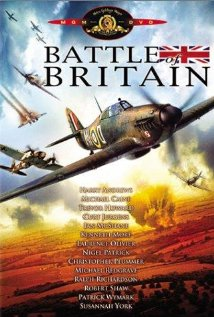 MGM DVD
BATTLE of
BRITAIN
HARRY ANDREWS
MICHAEL CAINE
TREVOR HOWARD
CURT JURGENS
IAN McSHANE
KENNETH MORE
LAURENCE OLIVIER
NIGEL PATRICK
CHRISTOPHER PLUMMER
MICHAEL REDGRAVE
RALPH RICHARDSON
ROBERT SHAW
PATRICK WYMARK
SUSANNAH YORK